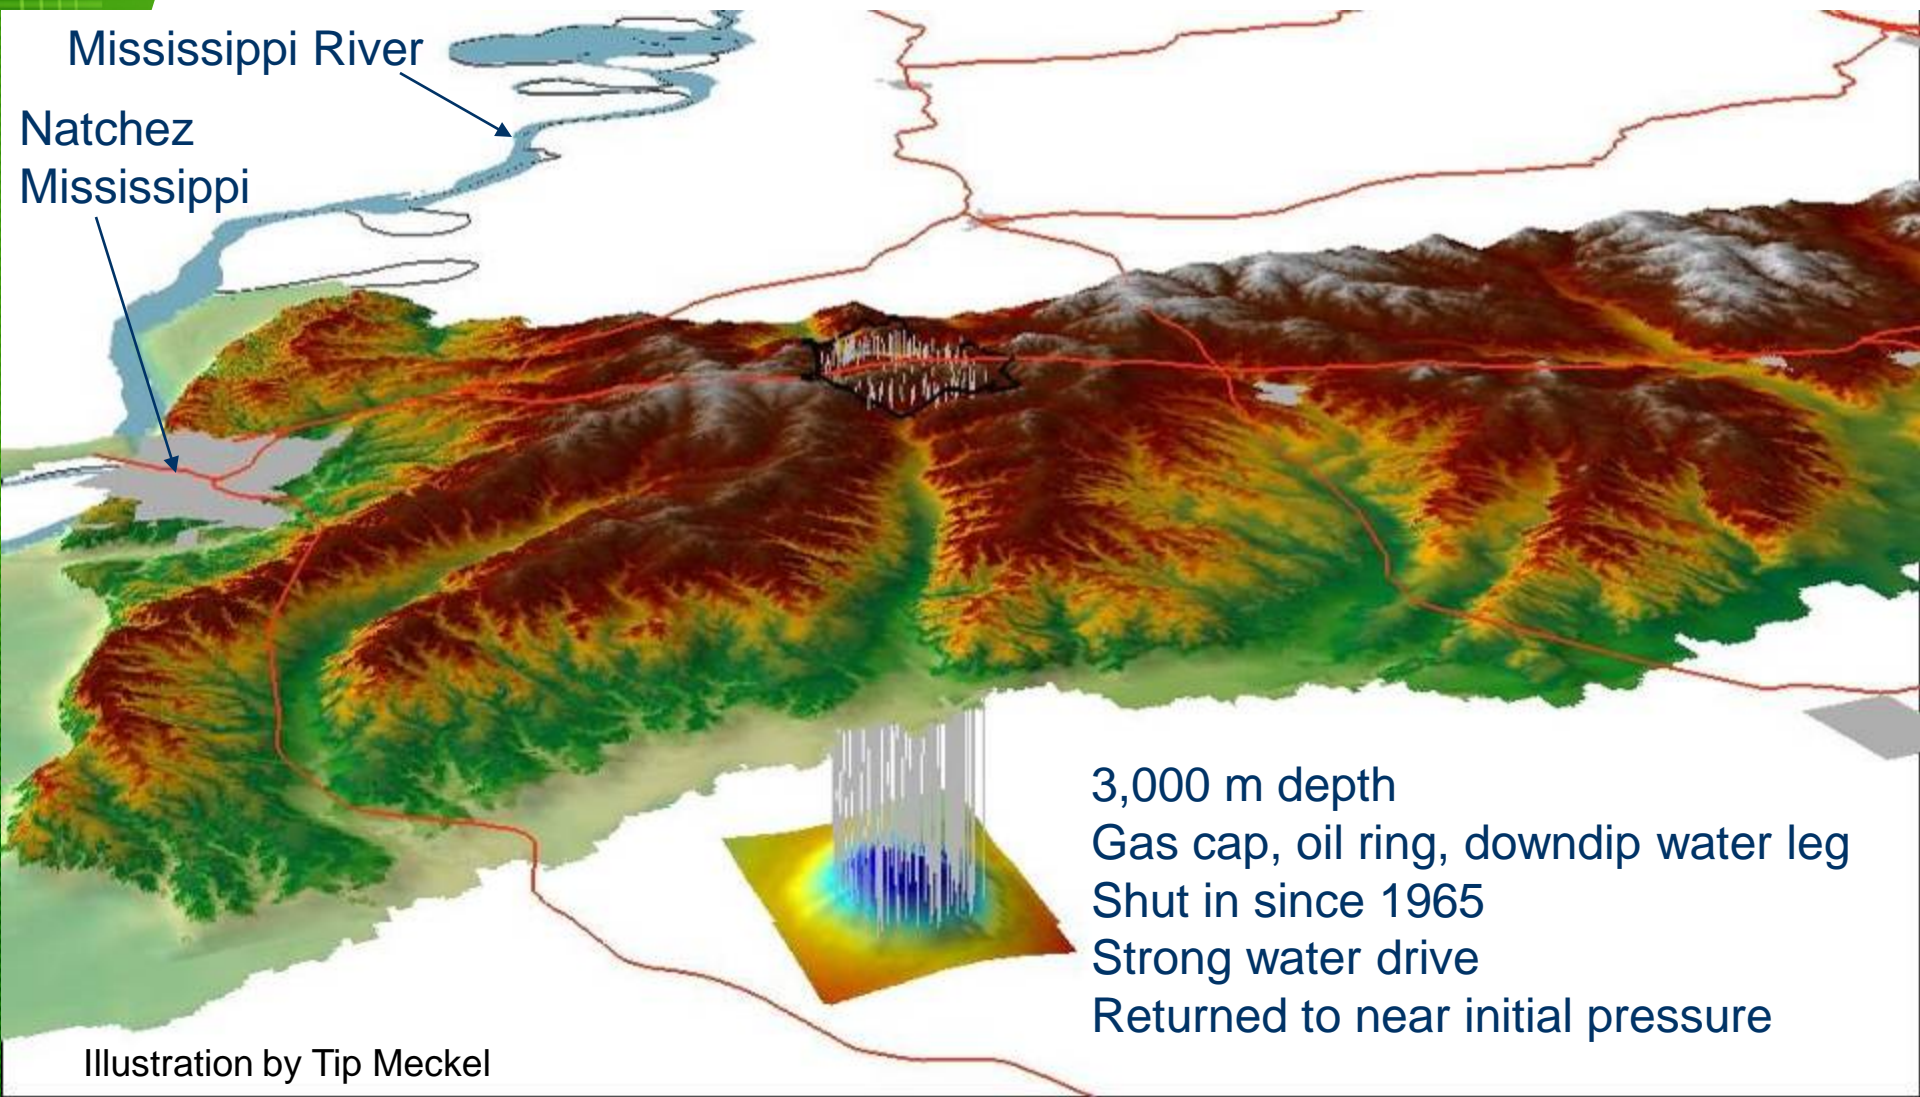 Mississippi River
Natchez
Mississippi
3,000 m depth
Gas cap, oil ring, downdip water leg
Shut in since 1965
Strong water drive
Returned to near initial pressure
Illustration by Tip Meckel